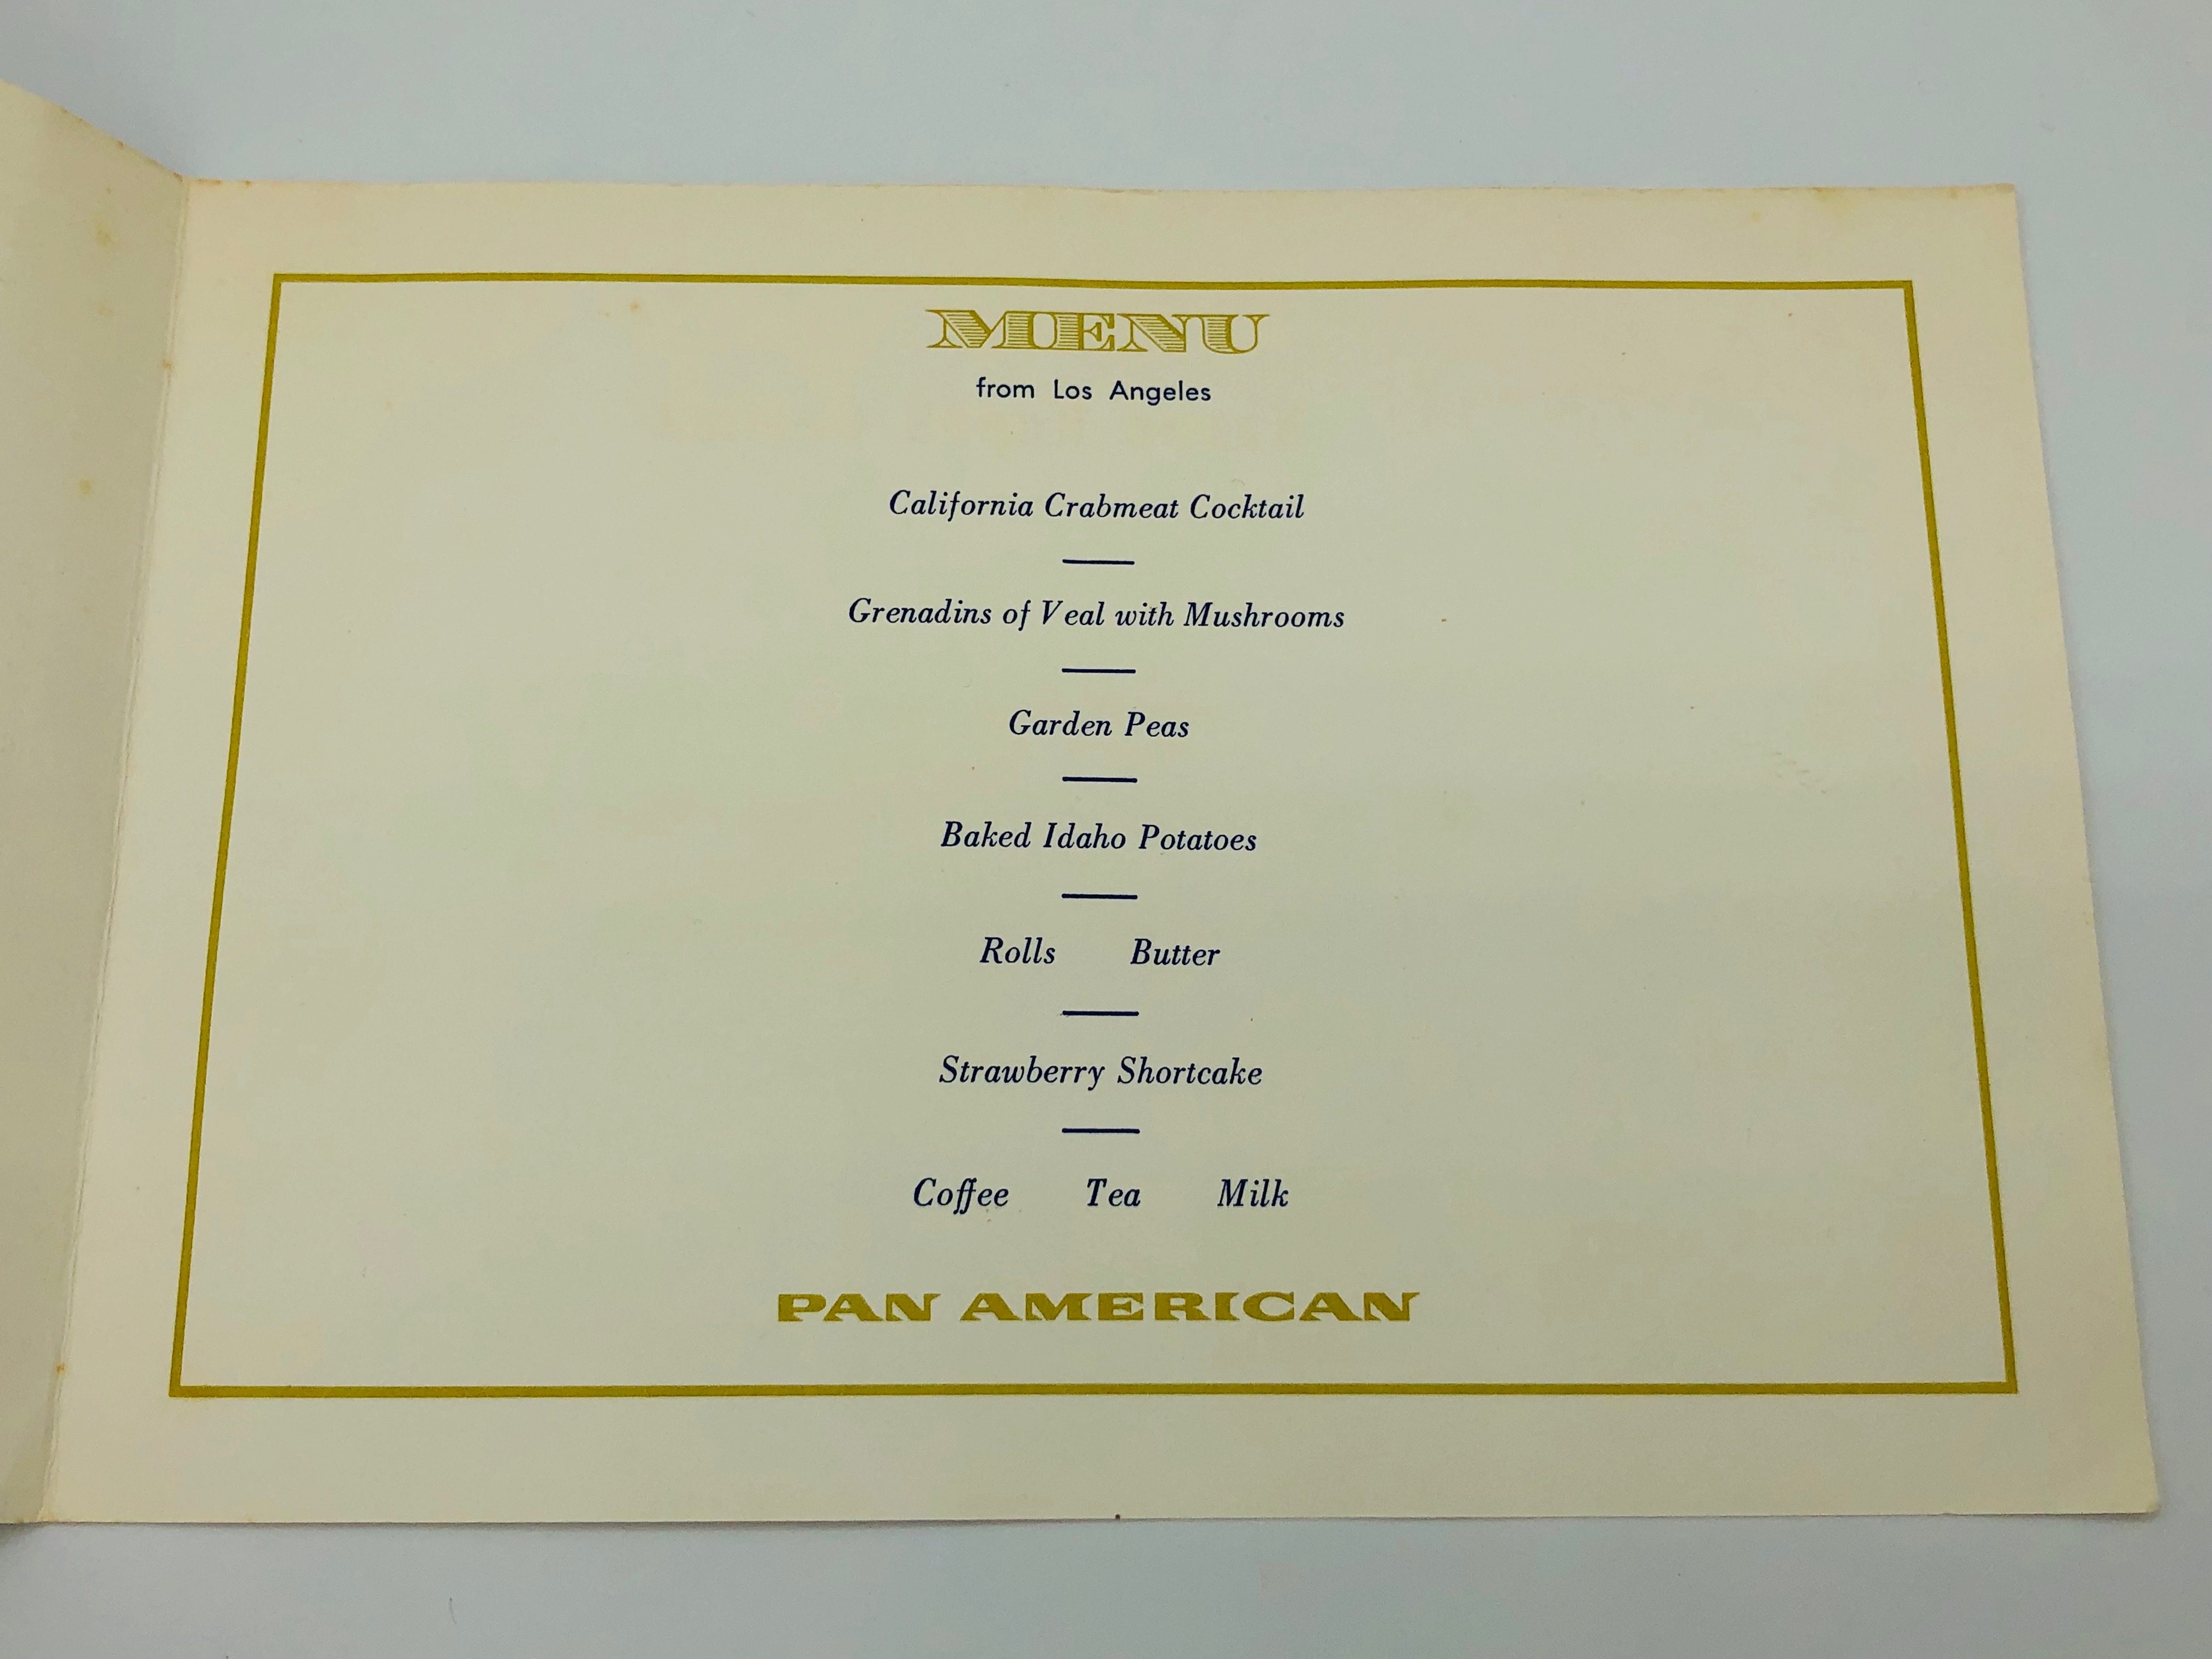 MENU
from Los Angeles
California Crabmeat Cocktail
Grenadins of Veal with Mushrooms
Garden Peas
Baked Idaho Potatoes
Rolls Butter
Strawberry Shortcake
Coffee Tea Milk
PAN AMERICAN